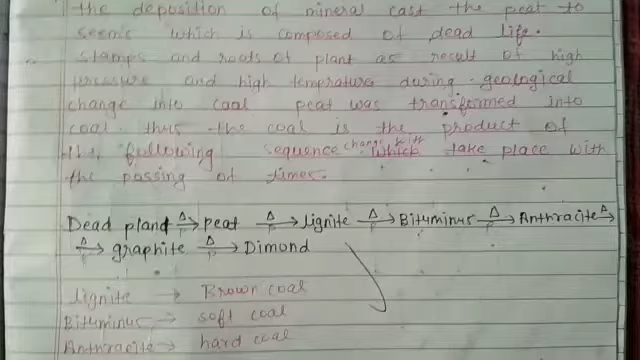 the deposition of mineral cast the peat to
seems which is composed of dead life.
stamps and roots of plant as result of high
pressure and high temprature during geological
change into coal peat was transformed into
coal. thus the coal is the product of
the following sequence change with which take place with
the passing of times.
Dead pland Δ/P→ peat Δ/P→ lignite Δ/P→ Bituminus Δ/P→ Anthracite Δ→
Δ/P→ graphite Δ/P→ Dimond
lignite → Brown coal
Bituminus → soft coal
Anthracite → hard coal